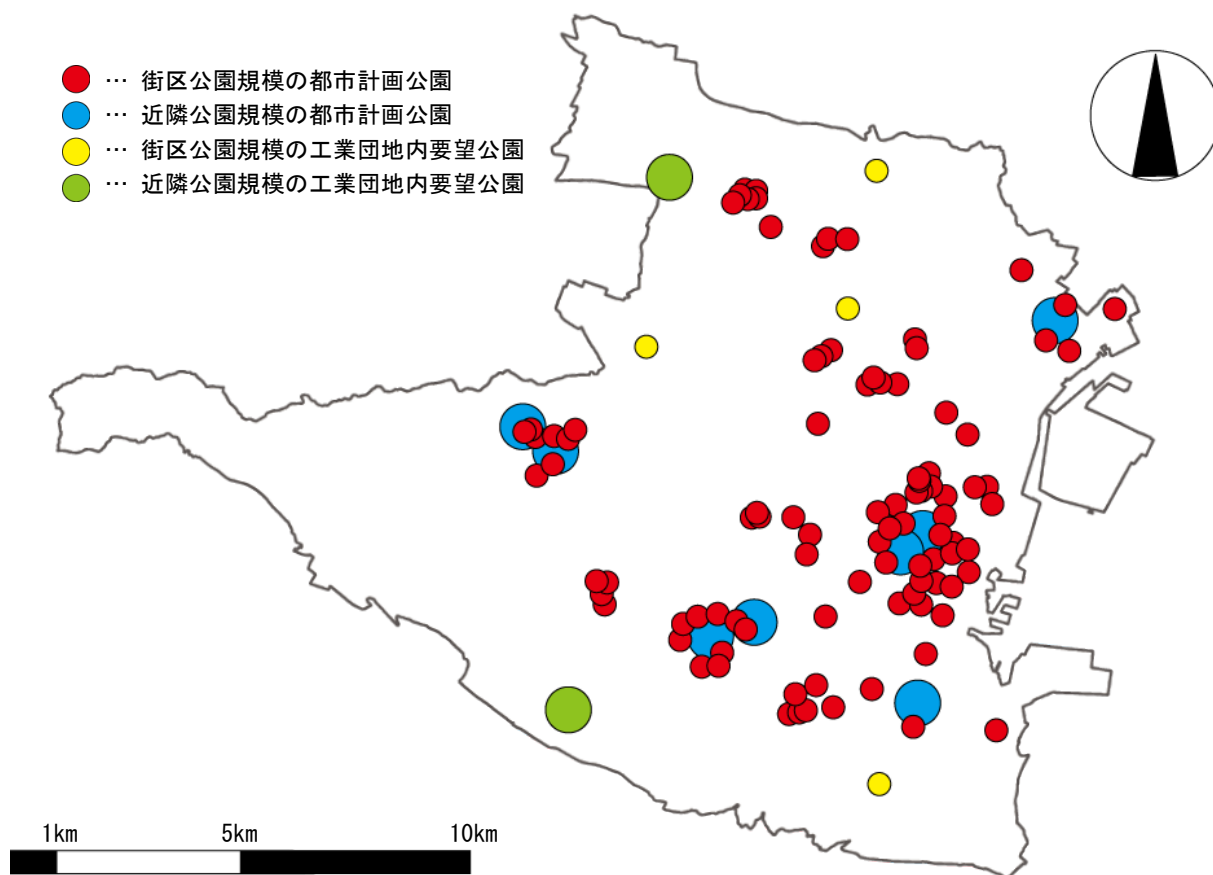 … 街区公園規模の都市計画公園
… 近隣公園規模の都市計画公園
… 街区公園規模の工業団地内要望公園
… 近隣公園規模の工業団地内要望公園
1km 5km 10km